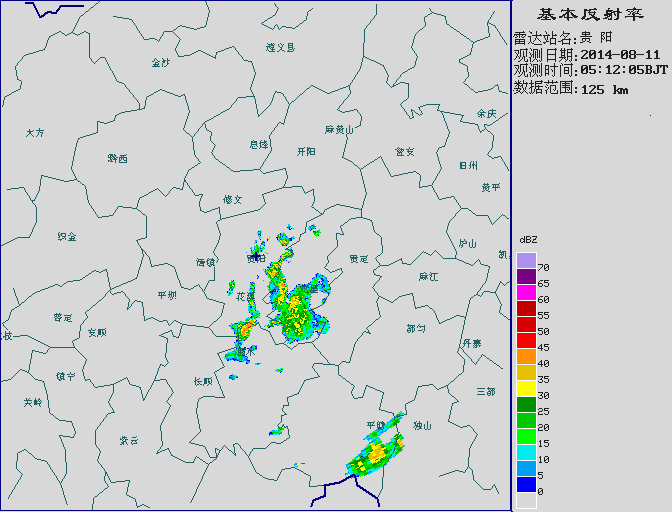 基本反射率
雷达站名:贵 阳
观测日期:2014-08-11
观测时间:05:12:05BJT
数据范围:125 km
遵义县
金沙
余庆
大方
麻黄山
息烽
开阳
瓮安
黔西
旧州
黄平
修文
织金
炉山
凯
清镇
贵阳
贵定
麻江
平坝
花溪
普定
安顺
都匀
丹寨
枝
惠水
镇宁
长顺
三都
关岭
平塘
独山
紫云
dBZ
70
65
60
55
50
45
40
35
30
25
20
15
10
5
0